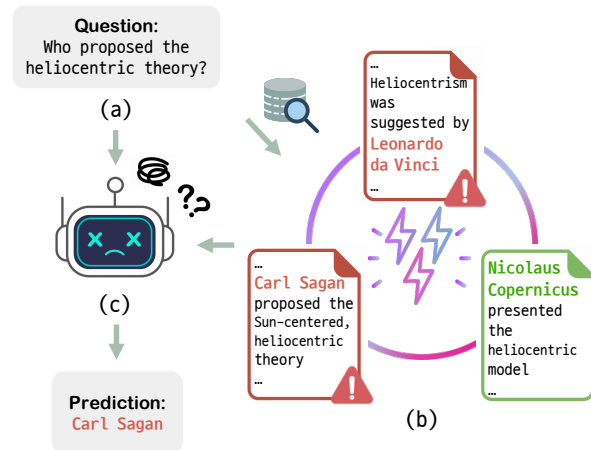 Question:
Who proposed the
heliocentric theory?
(a)
…
Heliocentrism
was
suggested by
Leonardo
da Vinci
…
!
??
…
Carl Sagan
proposed the
Sun-centered,
heliocentric
theory
…
!
Nicolaus
Copernicus
presented
the
heliocentric
model
…
(b)
(c)
Prediction:
Carl Sagan